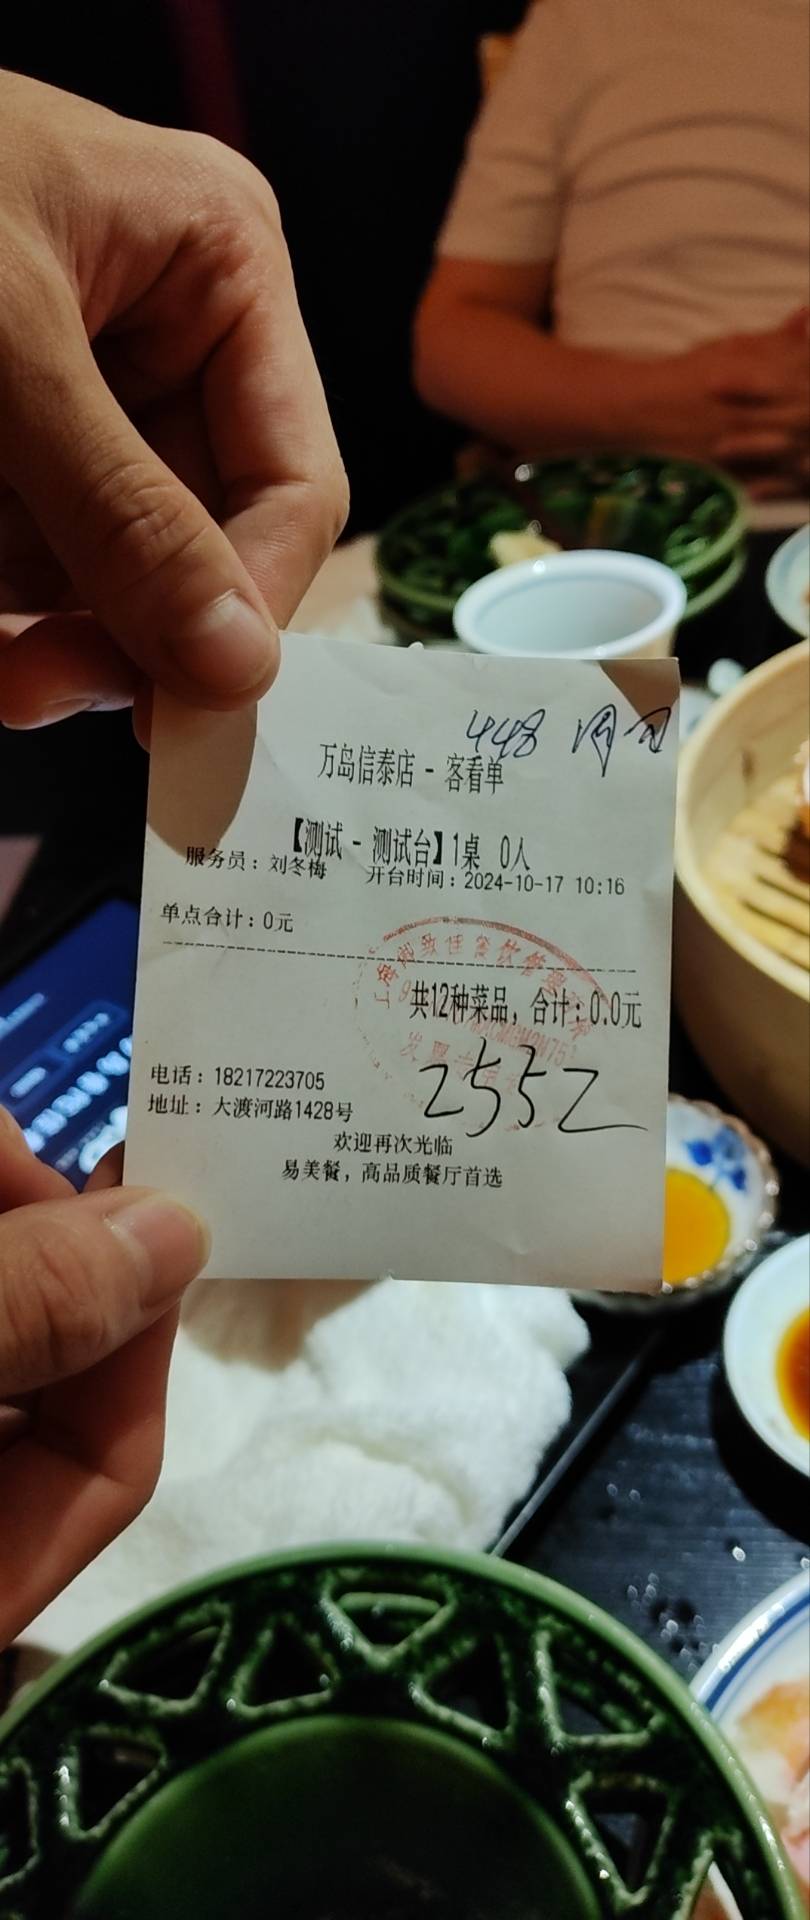 448 周日
万岛信泰店 - 客看单
【测试 - 测试台】1桌 0人
服务员：刘冬梅 开台时间：2024-10-17 10:16
单点合计：0元
共12种菜品，合计：0.0元
2552
电话：18217223705
地址：大渡河路1428号
欢迎再次光临
易美餐，高品质餐厅首选